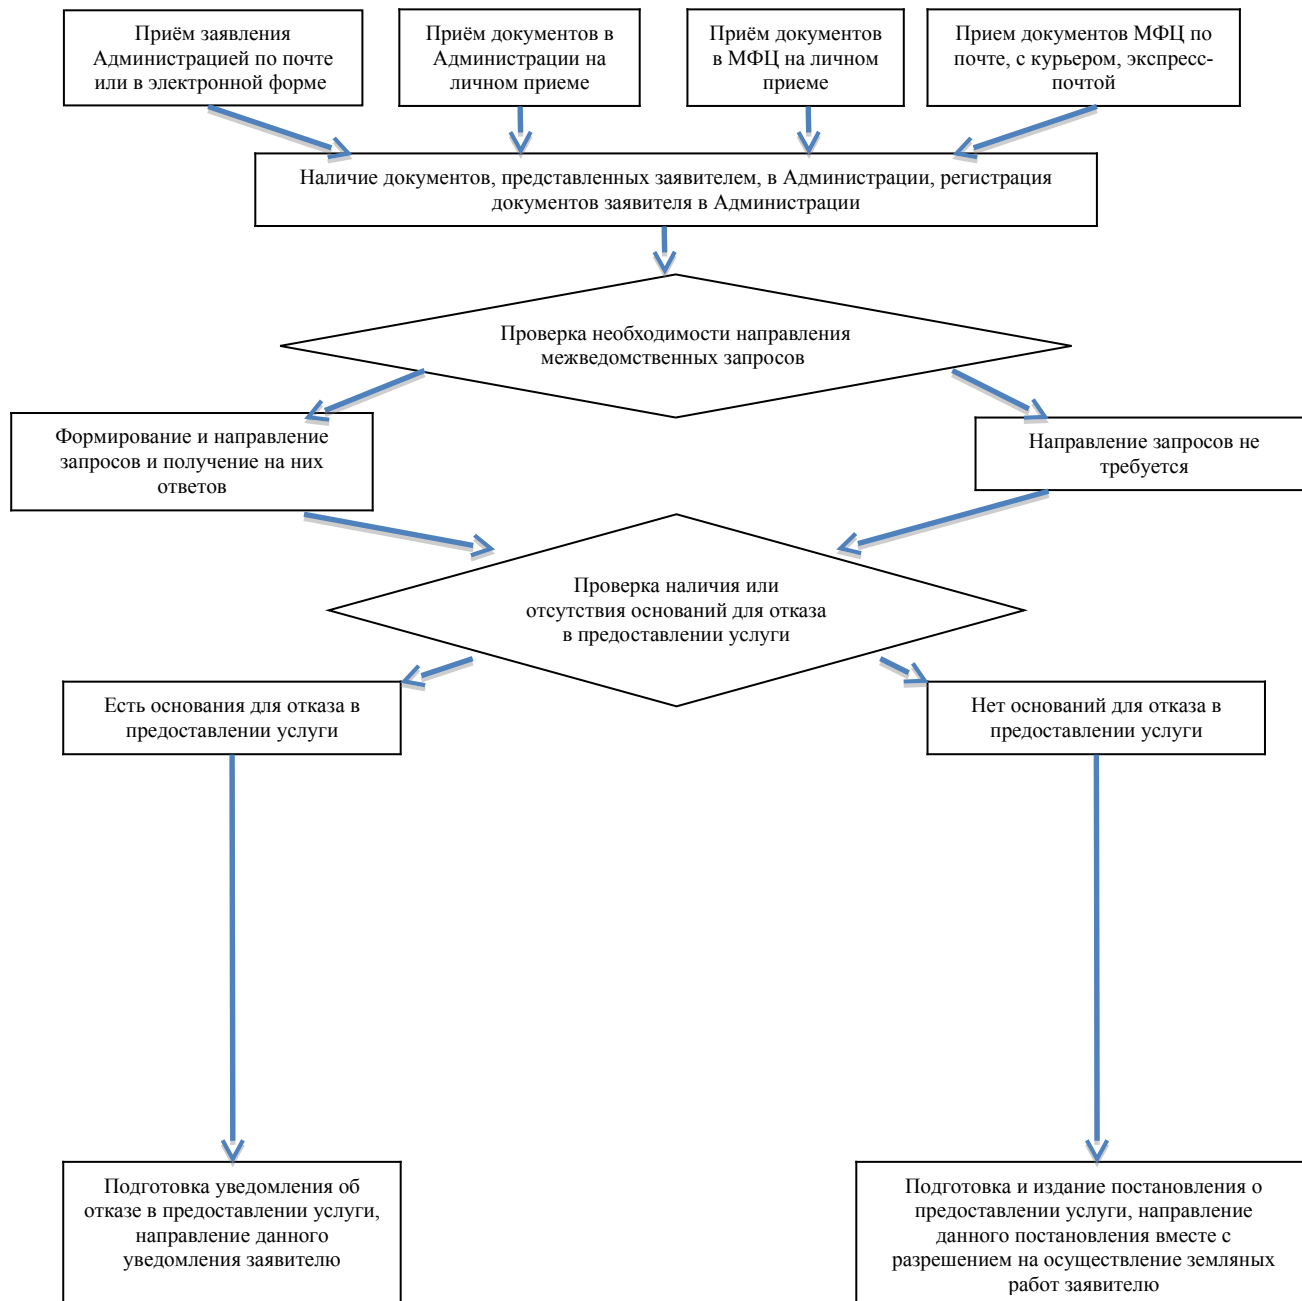 Приём заявления
Администрацией по почте
или в электронной форме
Приём документов в
Администрации на
личном приеме
Приём документов
в МФЦ на личном
приеме
Прием документов МФЦ по
почте, с курьером, экспресс-
почтой
Наличие документов, представленных заявителем, в Администрации, регистрация
документов заявителя в Администрации
Проверка необходимости направления
межведомственных запросов
Формирование и направление
запросов и получение на них
ответов
Направление запросов не
требуется
Проверка наличия или
отсутствия оснований для отказа
в предоставлении услуги
Есть основания для отказа в
предоставлении услуги
Нет оснований для отказа в
предоставлении услуги
Подготовка уведомления об
отказе в предоставлении услуги,
направление данного
уведомления заявителю
Подготовка и издание постановления о
предоставлении услуги, направление
данного постановления вместе с
разрешением на осуществление земляных
работ заявителю